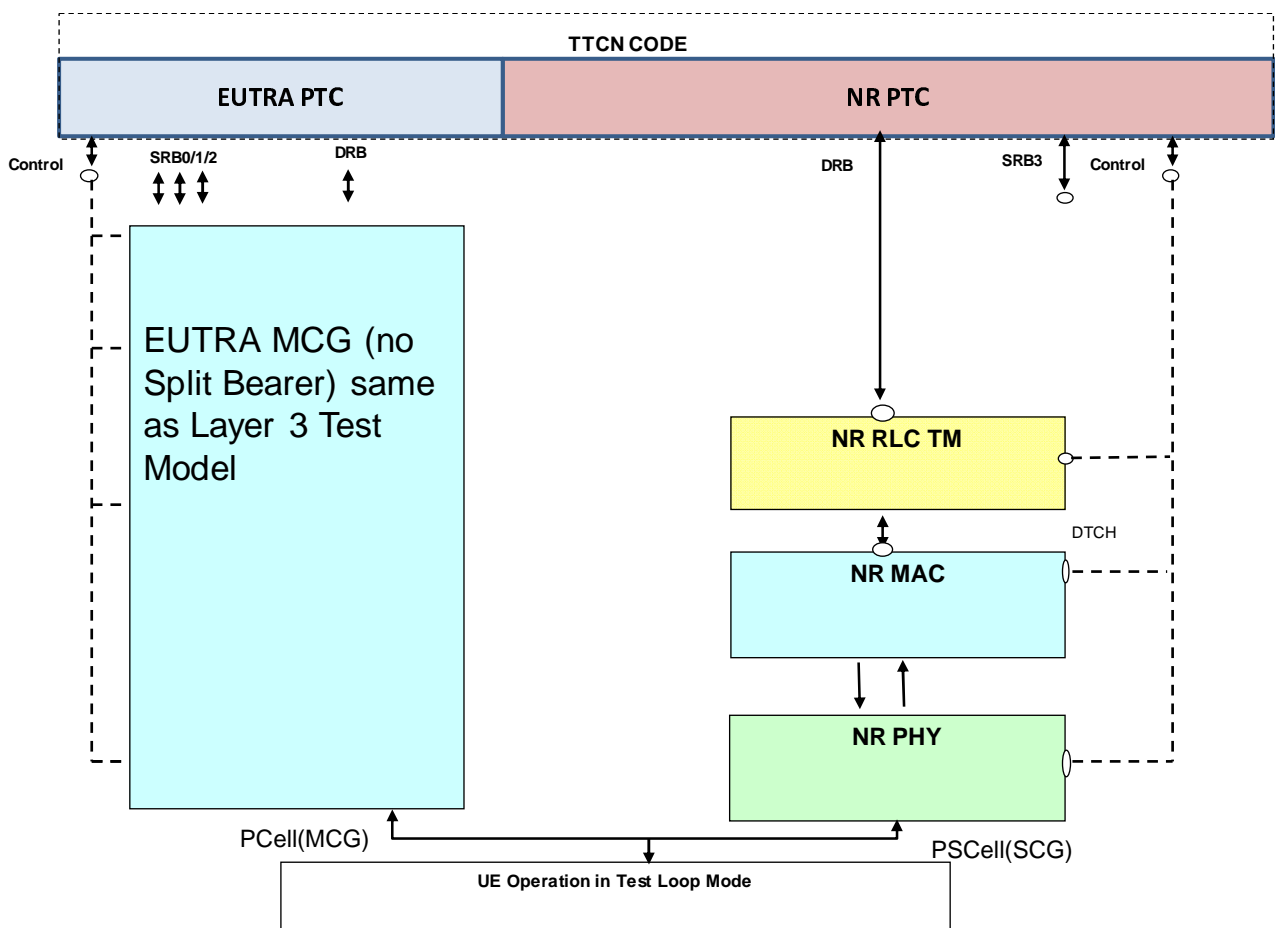 TTCN CODE
EUTRA PTC
NR PTC
Control
SRB0/1/2
DRB
DRB
SRB3
Control
EUTRA MCG (no
Split Bearer) same
as Layer 3 Test
Model
NR RLC TM
DTCH
NR MAC
NR PHY
PCell(MCG)
PSCell(SCG)
UE Operation in Test Loop Mode